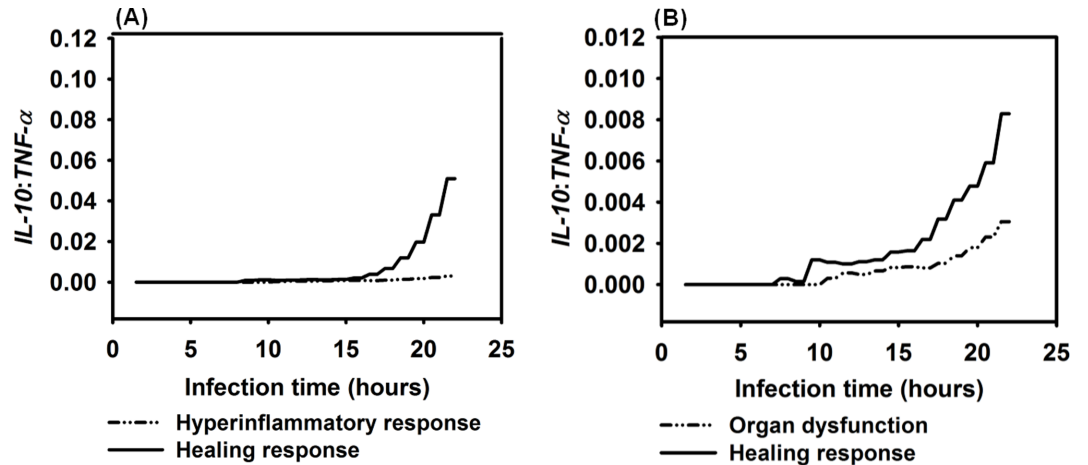 (A)
0.12
0.10
0.08
0.06
0.04
0.02
0.00
IL-10:TNF-α
0 5 10 15 20 25
Infection time (hours)
Hyperinflammatory response
Healing response
(B)
0.012
0.010
0.008
0.006
0.004
0.002
0.000
IL-10:TNF-α
0 5 10 15 20 25
Infection time (hours)
Organ dysfunction
Healing response